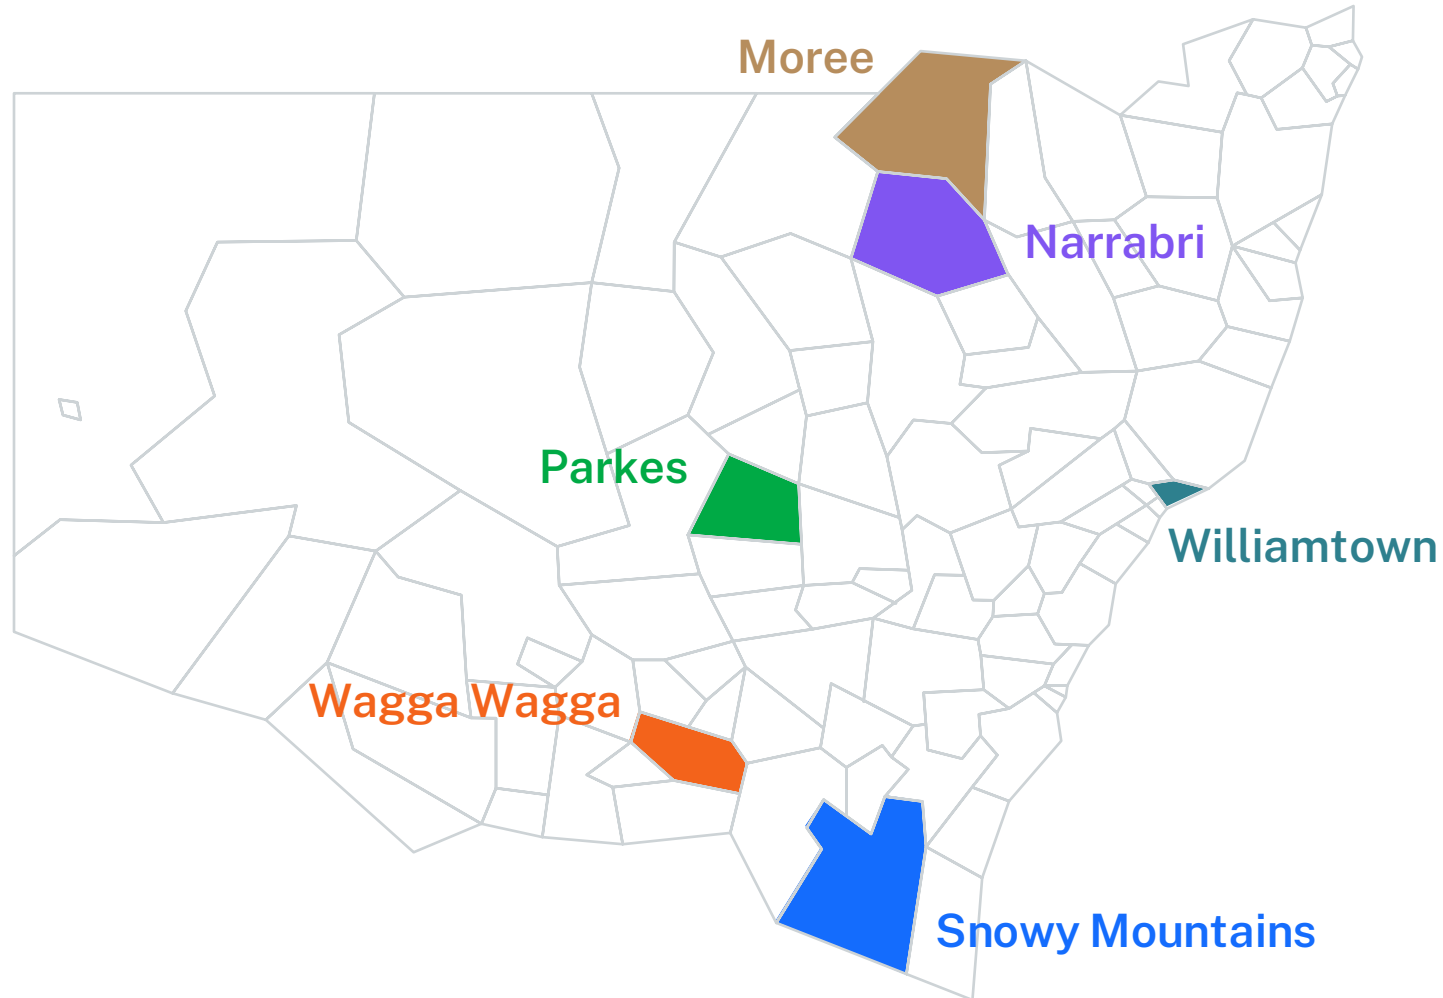 Moree
Narrabri
Parkes
Williamtown
Wagga Wagga
Snowy Mountains